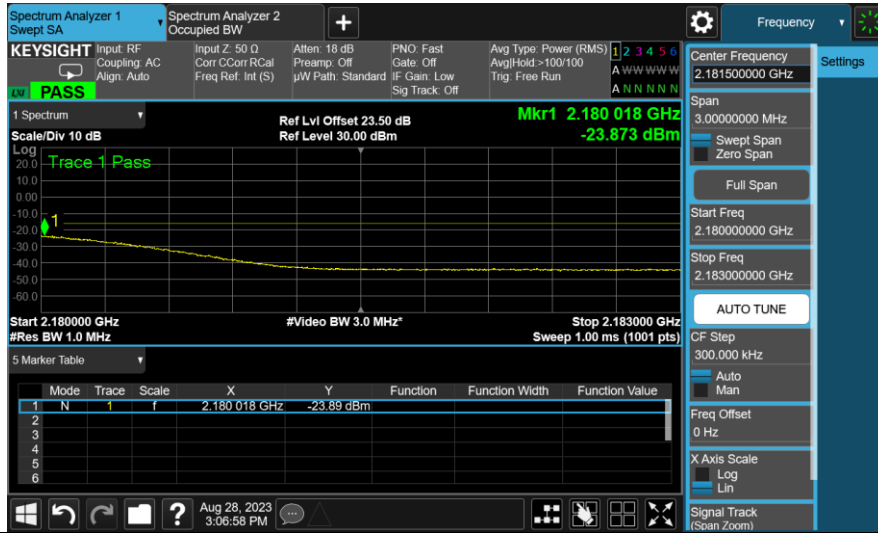 Spectrum Analyzer 1
Swept SA
Spectrum Analyzer 2
Occupied BW
Frequency
KEYSIGHT
Input: RF
Coupling: AC
Align: Auto
Input Z: 50 Ω
Corr CCorr RCal
Freq Ref: Int (S)
Atten: 18 dB
Preamp: Off
µW Path: Standard
PNO: Fast
Gate: Off
IF Gain: Low
Sig Track: Off
Avg Type: Power (RMS)
Avg|Hold:>100/100
Trig: Free Run
1 2 3 4 5 6
A W W W W W
A N N N N N
LXI PASS
1 Spectrum
Scale/Div 10 dB
Ref Lvl Offset 23.50 dB
Ref Level 30.00 dBm
Mkr1 2.180 018 GHz
-23.873 dBm
Log
Trace 1 Pass
20.0
10.0
0.00
-10.0
1
-20.0
-30.0
-40.0
-50.0
-60.0
Start 2.180000 GHz
#Video BW 3.0 MHz*
Stop 2.183000 GHz
#Res BW 1.0 MHz
Sweep 1.00 ms (1001 pts)
5 Marker Table
Mode Trace Scale X Y Function Function Width Function Value
1 N 1 f 2.180 018 GHz -23.89 dBm
2
3
4
5
6
?
Aug 28, 2023
3:06:58 PM
Center Frequency
2.181500000 GHz
Settings
Span
3.00000000 MHz
Swept Span
Zero Span
Full Span
Start Freq
2.180000000 GHz
Stop Freq
2.183000000 GHz
AUTO TUNE
CF Step
300.000 kHz
Auto
Man
Freq Offset
0 Hz
X Axis Scale
Log
Lin
Signal Track
(Span Zoom)